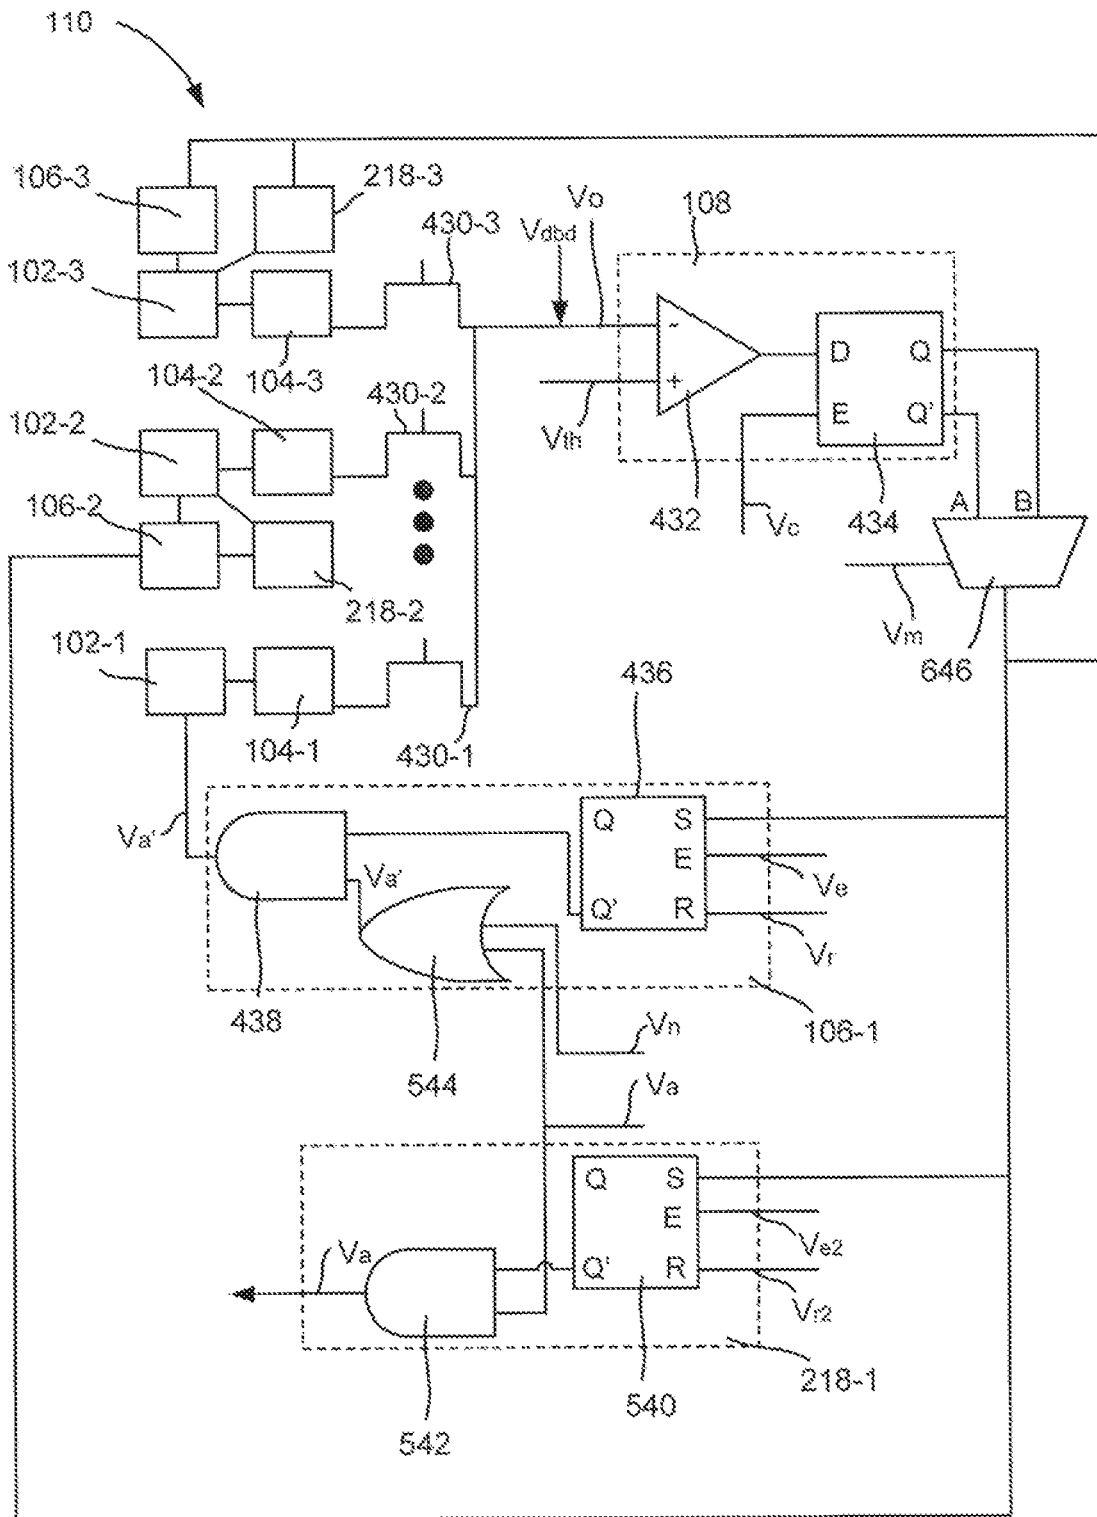 110
106-3
218-3
Vo
108
430-3
Vdbd
102-3
-
D
Q
104-2
104-3
+
430-2
E
Q'
102-2
Vth
432
Vc
434
A
B
106-2
218-2
Vm
102-1
646
436
104-1
430-1
Q
S
Va'
E
Va'
Ve
Q'
R
Vr
438
Vn
106-1
544
Va
Q
S
E
Va
Ve2
Q'
R
Vr2
218-1
540
542